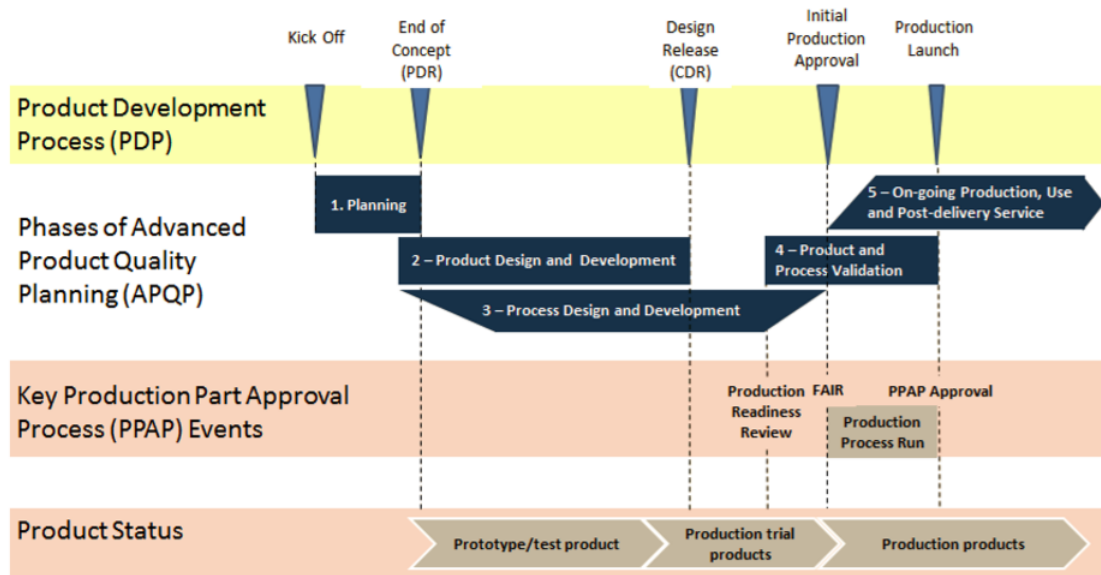 Kick Off
End of
Concept
(PDR)
Design
Release
(CDR)
Initial
Production
Approval
Production
Launch
Product Development
Process (PDP)
Phases of Advanced
Product Quality
Planning (APQP)
1. Planning
5 – On-going Production, Use
and Post-delivery Service
2 – Product Design and Development
4 – Product and
Process Validation
3 – Process Design and Development
Key Production Part Approval
Process (PPAP) Events
Production
Readiness
Review
FAIR
PPAP Approval
Production
Process Run
Product Status
Prototype/test product
Production trial
products
Production products